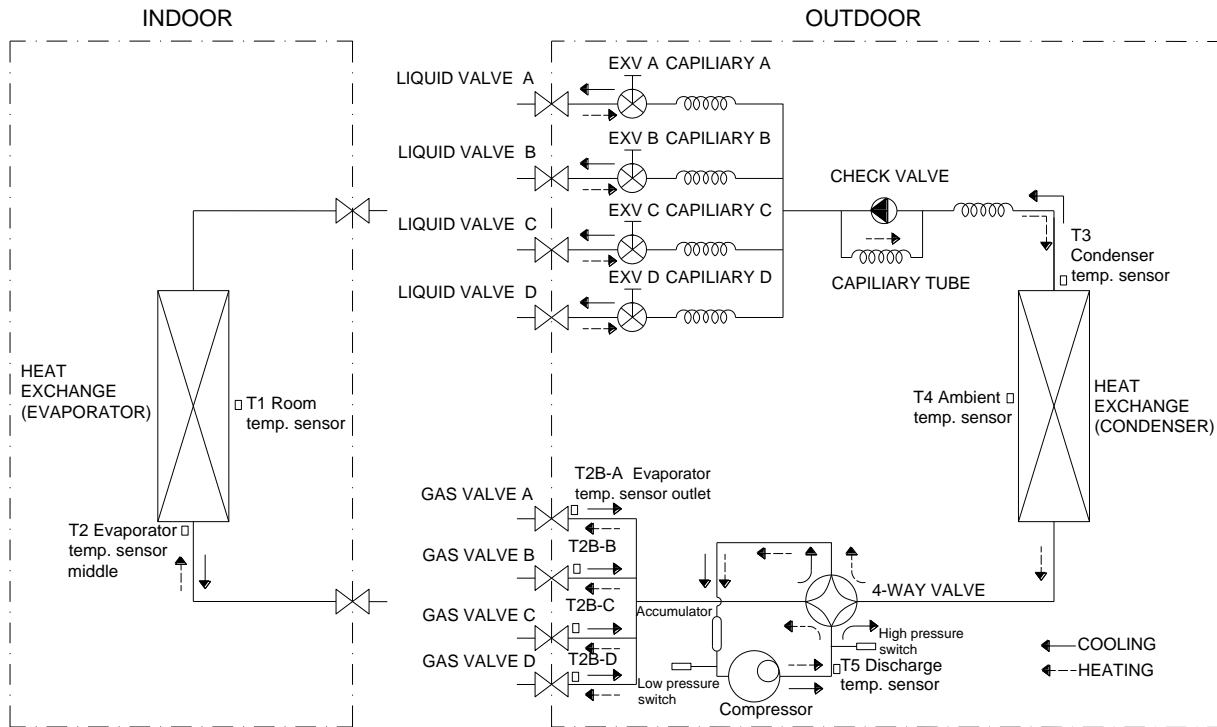 INDOOR
OUTDOOR
LIQUID VALVE A
EXV A CAPILIARY A
LIQUID VALVE B
EXV B CAPILIARY B
LIQUID VALVE C
EXV C CAPILIARY C
LIQUID VALVE D
EXV D CAPILIARY D
CHECK VALVE
CAPILIARY TUBE
T3
Condenser
temp. sensor
HEAT
EXCHANGE
(EVAPORATOR)
T1 Room
temp. sensor
T4 Ambient
temp. sensor
HEAT
EXCHANGE
(CONDENSER)
T2 Evaporator
temp. sensor
middle
GAS VALVE A
T2B-A Evaporator
temp. sensor outlet
GAS VALVE B
T2B-B
GAS VALVE C
T2B-C
GAS VALVE D
T2B-D
Accumulator
4-WAY VALVE
High pressure
switch
Low pressure
switch
T5 Discharge
temp. sensor
Compressor
COOLING
HEATING